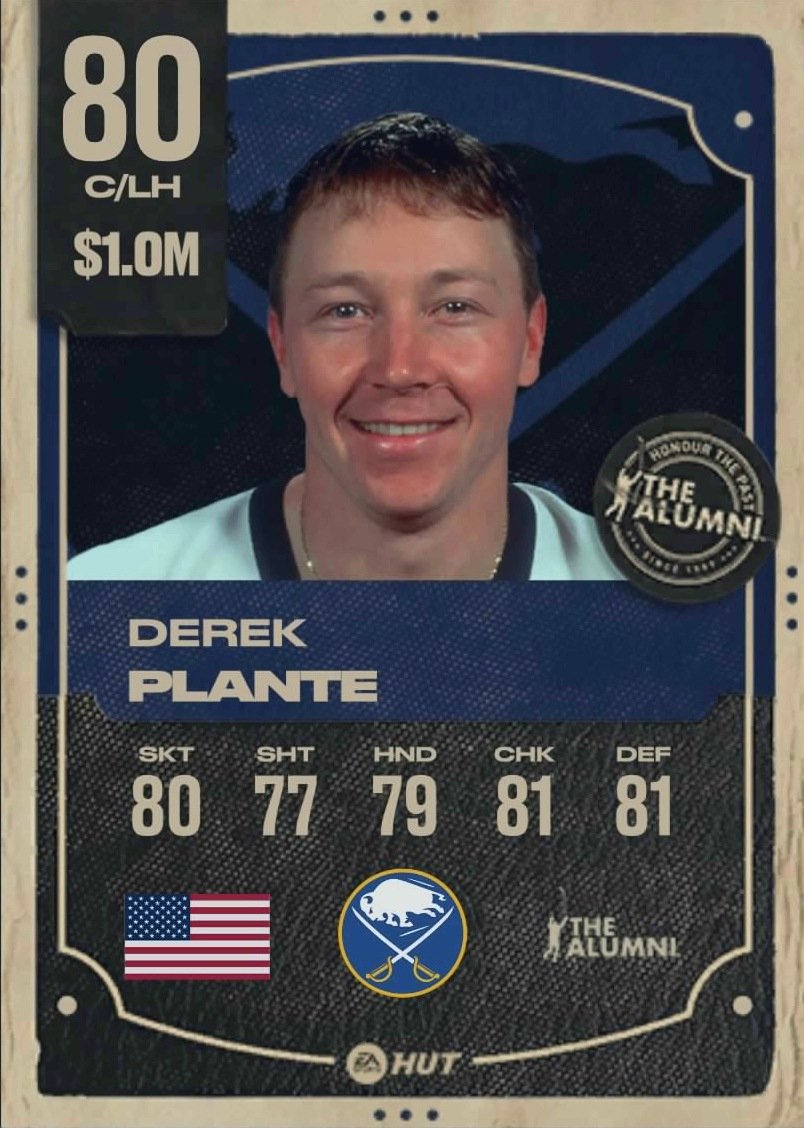 80
C/LH
$1.0M
HONOUR THE PAST
THE
ALUMNI
DEREK
PLANTE
SKT SHT HND CHK DEF
80 77 79 81 81
THE
ALUMNI
EA HUT